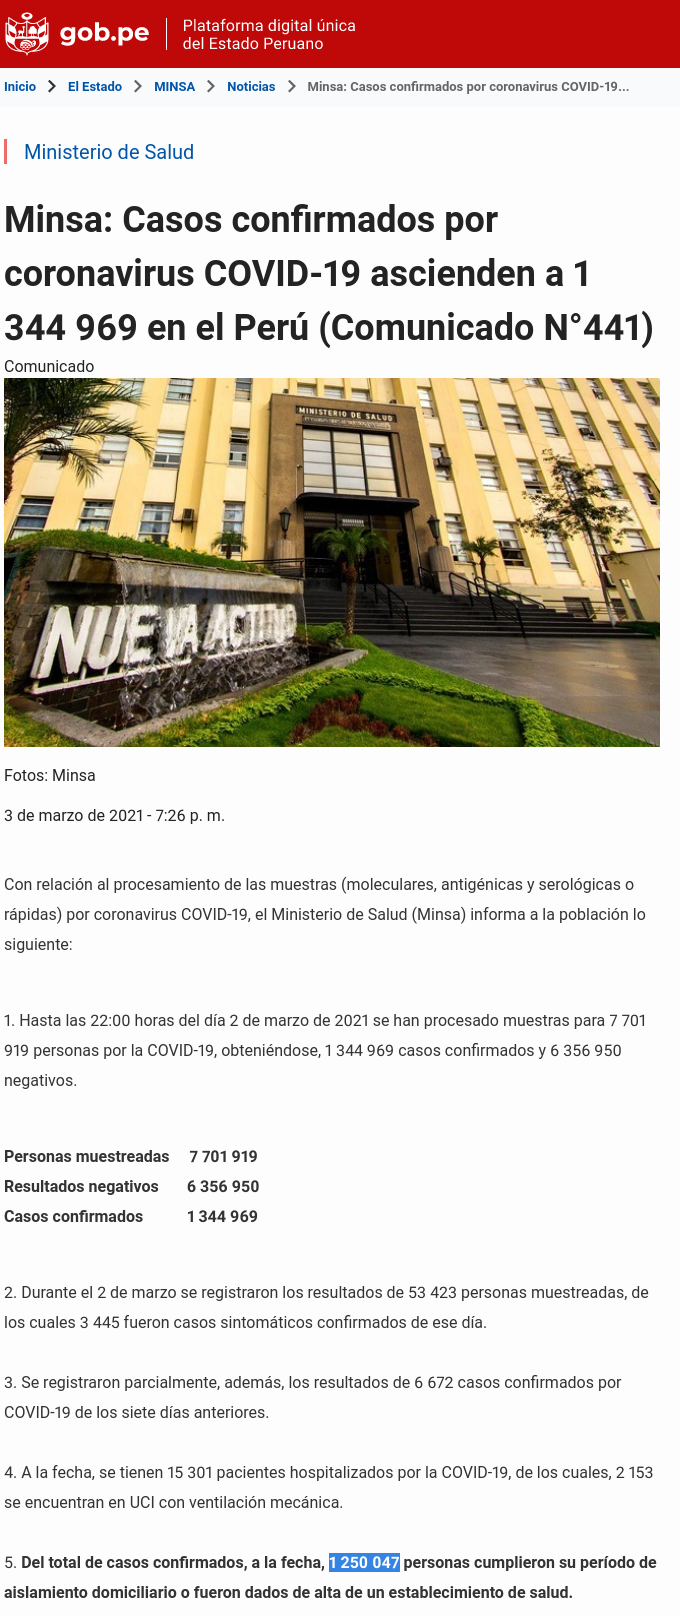 gob.pe
Plataforma digital única
del Estado Peruano
Inicio > El Estado > MINSA > Noticias > Minsa: Casos confirmados por coronavirus COVID-19...
Ministerio de Salud
Minsa: Casos confirmados por
coronavirus COVID-19 ascienden a 1
344 969 en el Perú (Comunicado N°441)
Comunicado
MINISTERIO DE SALUD
Fotos: Minsa
3 de marzo de 2021 - 7:26 p. m.
Con relación al procesamiento de las muestras (moleculares, antigénicas y serológicas o
rápidas) por coronavirus COVID-19, el Ministerio de Salud (Minsa) informa a la población lo
siguiente:
1. Hasta las 22:00 horas del día 2 de marzo de 2021 se han procesado muestras para 7 701
919 personas por la COVID-19, obteniéndose, 1 344 969 casos confirmados y 6 356 950
negativos.
Personas muestreadas 7 701 919
Resultados negativos 6 356 950
Casos confirmados 1 344 969
2. Durante el 2 de marzo se registraron los resultados de 53 423 personas muestreadas, de
los cuales 3 445 fueron casos sintomáticos confirmados de ese día.
3. Se registraron parcialmente, además, los resultados de 6 672 casos confirmados por
COVID-19 de los siete días anteriores.
4. A la fecha, se tienen 15 301 pacientes hospitalizados por la COVID-19, de los cuales, 2 153
se encuentran en UCI con ventilación mecánica.
5. Del total de casos confirmados, a la fecha, 1 250 047 personas cumplieron su período de
aislamiento domiciliario o fueron dados de alta de un establecimiento de salud.